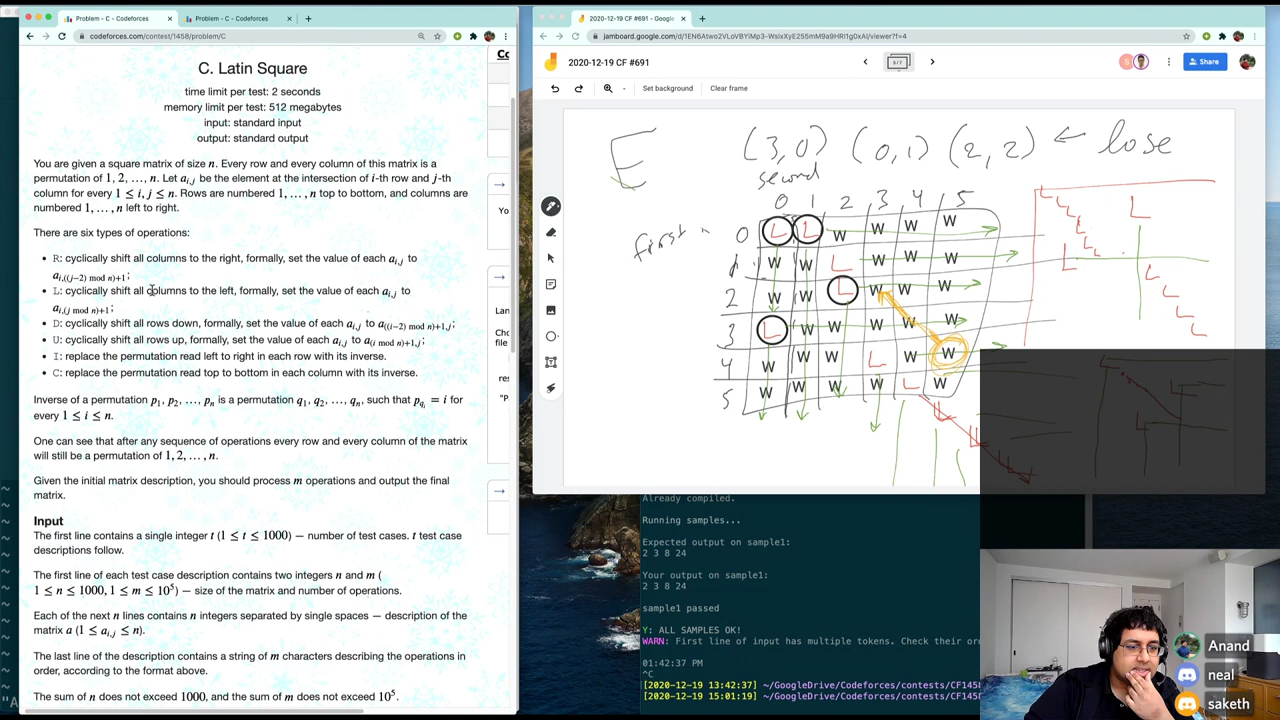 Problem - C - Codeforces
Problem - C - Codeforces
codeforces.com/contest/1458/problem/C
C. Latin Square
time limit per test: 2 seconds
memory limit per test: 512 megabytes
input: standard input
output: standard output
You are given a square matrix of size n. Every row and every column of this matrix is a
permutation of 1, 2, …, n. Let a_{i,j} be the element at the intersection of i-th row and j-th
column for every 1 ≤ i, j ≤ n. Rows are numbered 1, …, n top to bottom, and columns are
numbered 1, …, n left to right.
There are six types of operations:
• R: cyclically shift all columns to the right, formally, set the value of each a_{i,j} to
a_{i,((j−2) mod n)+1};
• L: cyclically shift all columns to the left, formally, set the value of each a_{i,j} to
a_{i,(j mod n)+1};
• D: cyclically shift all rows down, formally, set the value of each a_{i,j} to a_{((i−2) mod n)+1,j};
• U: cyclically shift all rows up, formally, set the value of each a_{i,j} to a_{(i mod n)+1,j};
• I: replace the permutation read left to right in each row with its inverse.
• C: replace the permutation read top to bottom in each column with its inverse.
Inverse of a permutation p₁, p₂, …, pₙ is a permutation q₁, q₂, …, qₙ, such that p_{q_i} = i for
every 1 ≤ i ≤ n.
One can see that after any sequence of operations every row and every column of the matrix
will still be a permutation of 1, 2, …, n.
Given the initial matrix description, you should process m operations and output the final
matrix.
Input
The first line contains a single integer t (1 ≤ t ≤ 1000) — number of test cases. t test case
descriptions follow.
The first line of each test case description contains two integers n and m (
1 ≤ n ≤ 1000, 1 ≤ m ≤ 10⁵) — size of the matrix and number of operations.
Each of the next n lines contains n integers separated by single spaces — description of the
matrix a (1 ≤ a_{i,j} ≤ n).
The last line of the description contains a string of m characters describing the operations in
order, according to the format above.
The sum of n does not exceed 1000, and the sum of m does not exceed 10⁵.
Co
Yo
Lan
Cho
file
res
"P
2020-12-19 CF #691 - Google
2020-12-19 CF #691
5/7
Share
Set background
Clear frame
E (3,0) (0,1) (2,2) ← lose
second
0 1 2 3 4 5
first
0 L L W W W W
1 W W L W W W
2 W W L W W W
3 L W W W W W
4 W W W L W W
5 W W W W L W
L L L
L
L L
L L
L
L
L
L
Already compiled.
Running samples...
Expected output on sample1:
2 3 8 24
Your output on sample1:
2 3 8 24
sample1 passed
Y: ALL SAMPLES OK!
WARN: First line of input has multiple tokens. Check their or
01:42:37 PM
^C
[2020-12-19 13:42:37] ~/GoogleDrive/Codeforces/contests/CF145
[2020-12-19 15:01:19] ~/GoogleDrive/Codeforces/contests/CF145
Anand
neal
saketh